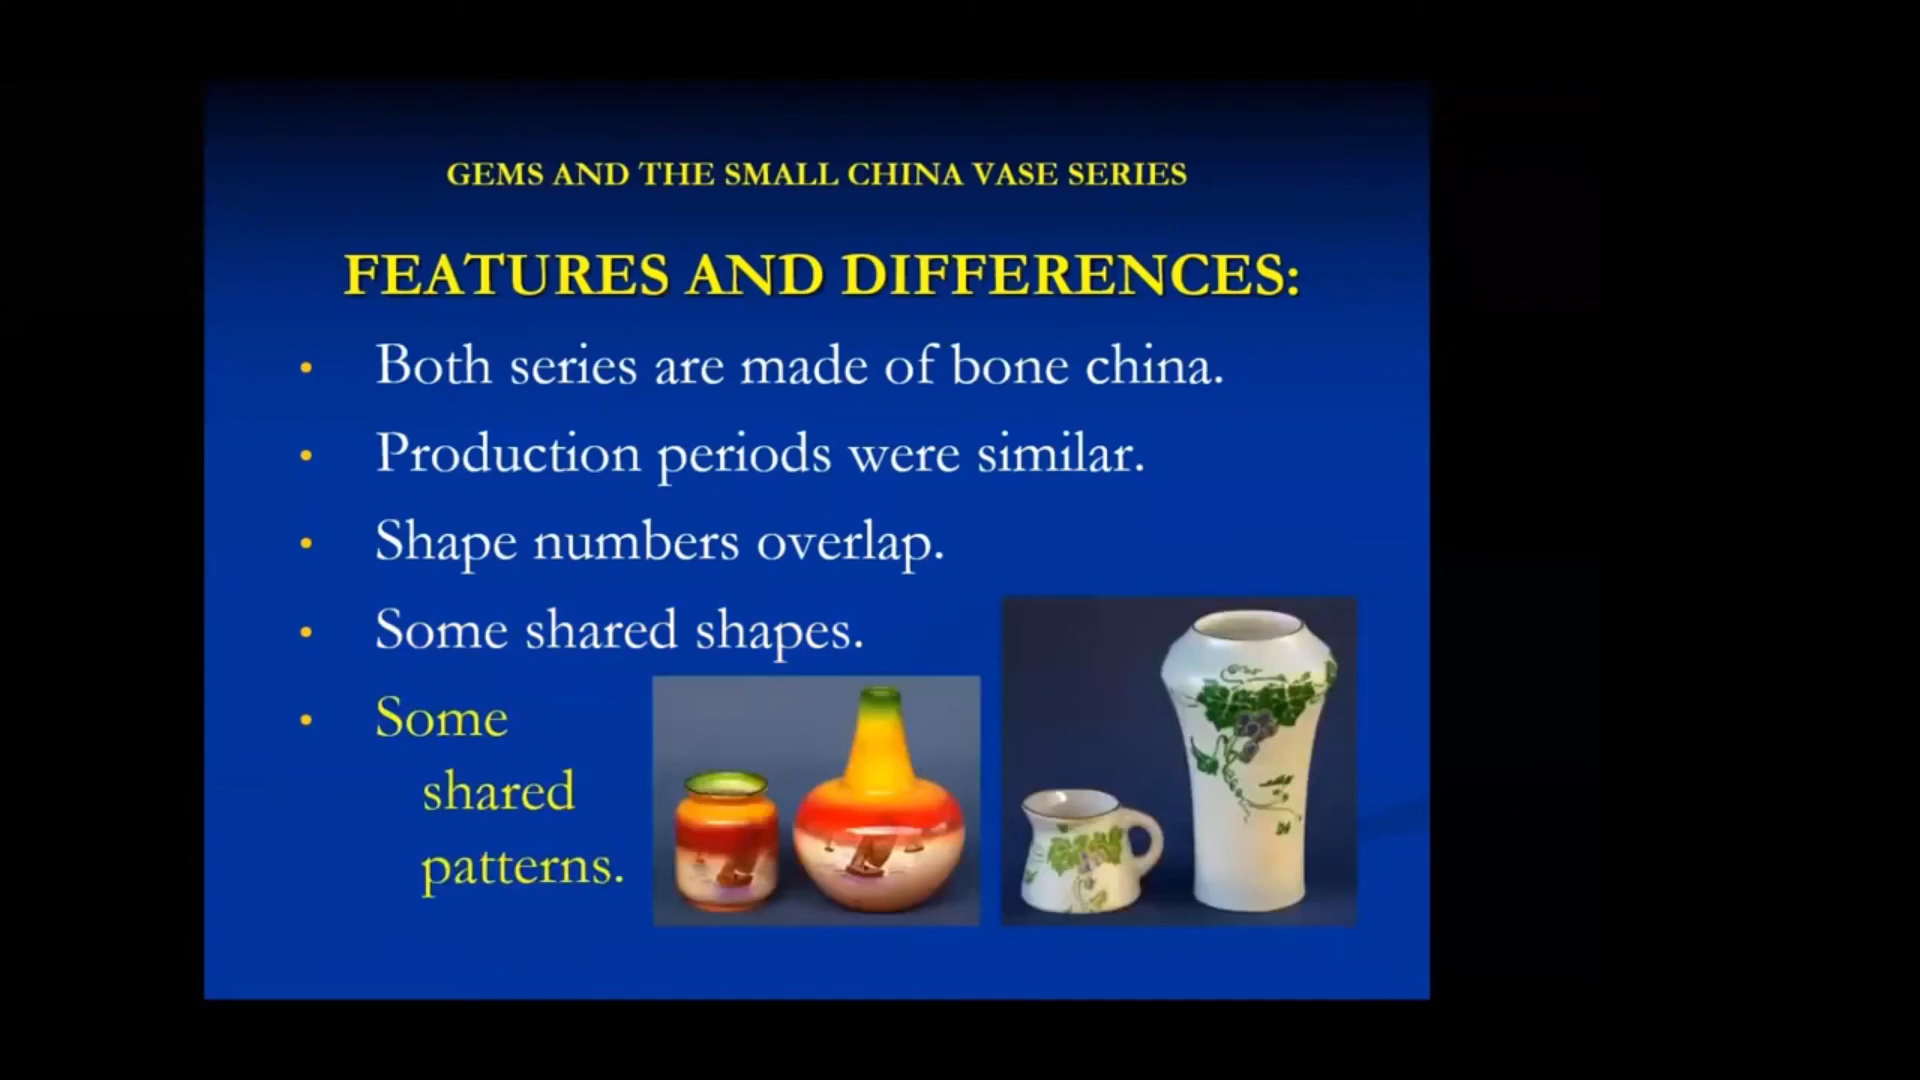 GEMS AND THE SMALL CHINA VASE SERIES
FEATURES AND DIFFERENCES:
• Both series are made of bone china.
• Production periods were similar.
• Shape numbers overlap.
• Some shared shapes.
• Some
shared
patterns.